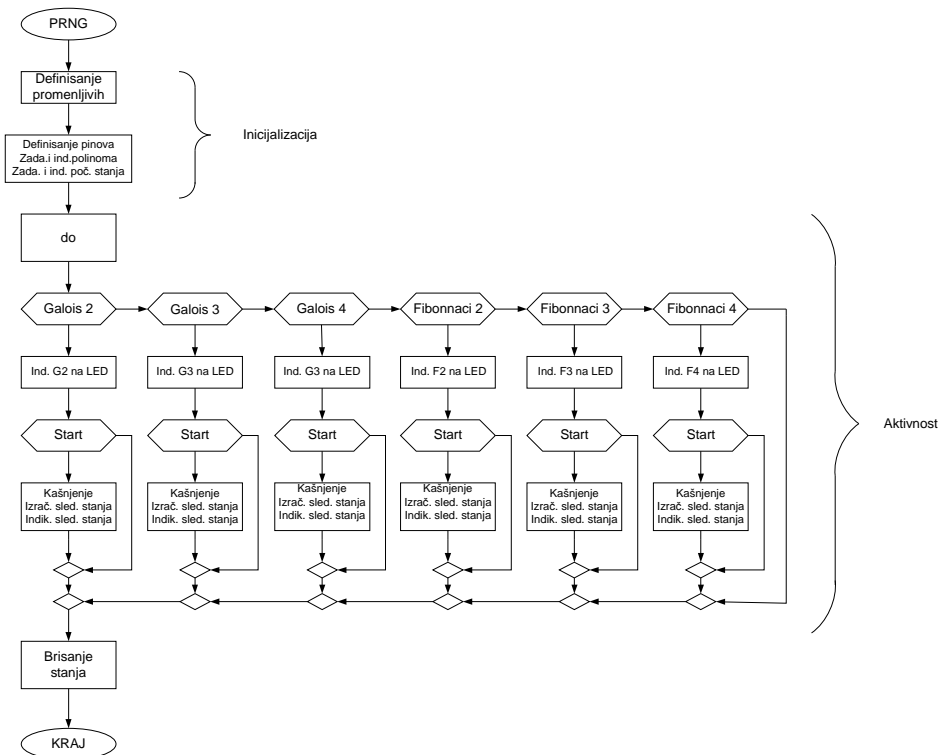 PRNG
Definisanje
promenljivih
Inicijalizacija
Definisanje pinova
Zada.i ind.polinoma
Zada. i ind. poč. stanja
do
Galois 2
Galois 3
Galois 4
Fibonnaci 2
Fibonnaci 3
Fibonnaci 4
Ind. G2 na LED
Ind. G3 na LED
Ind. G3 na LED
Ind. F2 na LED
Ind. F3 na LED
Ind. F4 na LED
Aktivnost
Start
Start
Start
Start
Start
Start
Kašnjenje
Izrač. sled. stanja
Indik. sled. stanja
Kašnjenje
Izrač. sled. stanja
Indik. sled. stanja
Kašnjenje
Izrač. sled. stanja
Indik. sled. stanja
Kašnjenje
Izrač. sled. stanja
Indik. sled. stanja
Kašnjenje
Izrač. sled. stanja
Indik. sled. stanja
Kašnjenje
Izrač. sled. stanja
Indik. sled. stanja
Brisanje
stanja
KRAJ